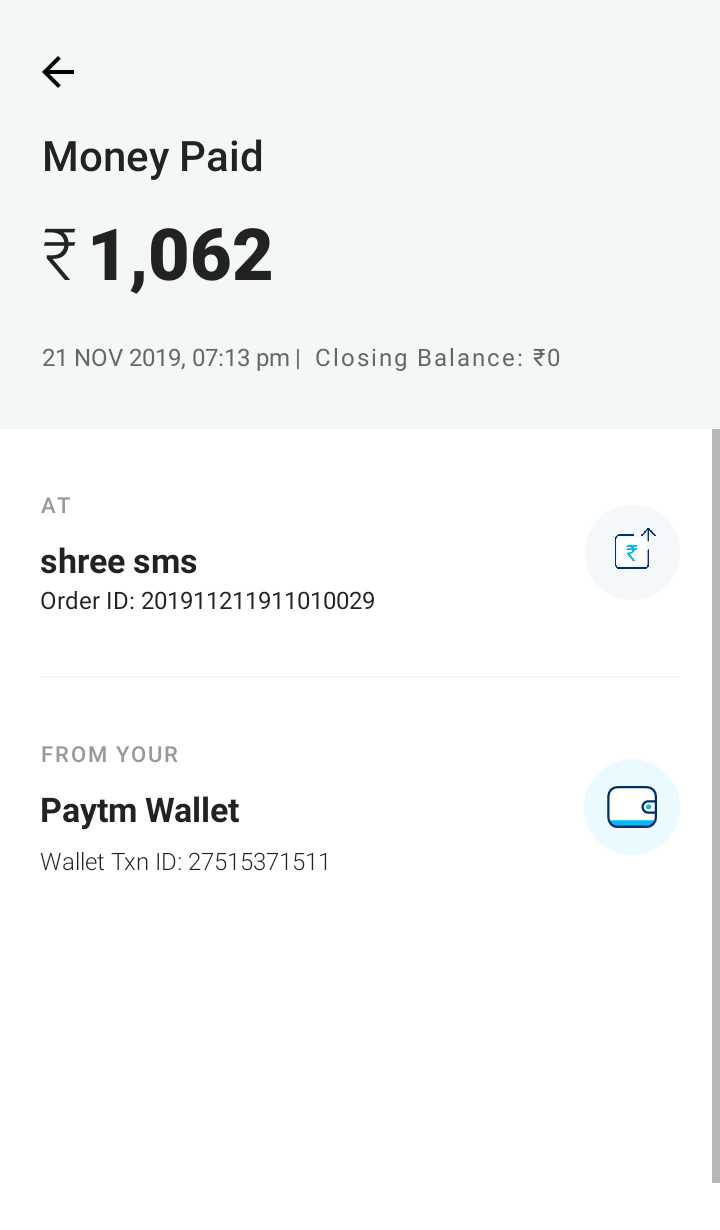 Money Paid
₹ 1,062
21 NOV 2019, 07:13 pm | Closing Balance: ₹0
AT
shree sms
₹
Order ID: 201911211911010029
FROM YOUR
Paytm Wallet
Wallet Txn ID: 27515371511